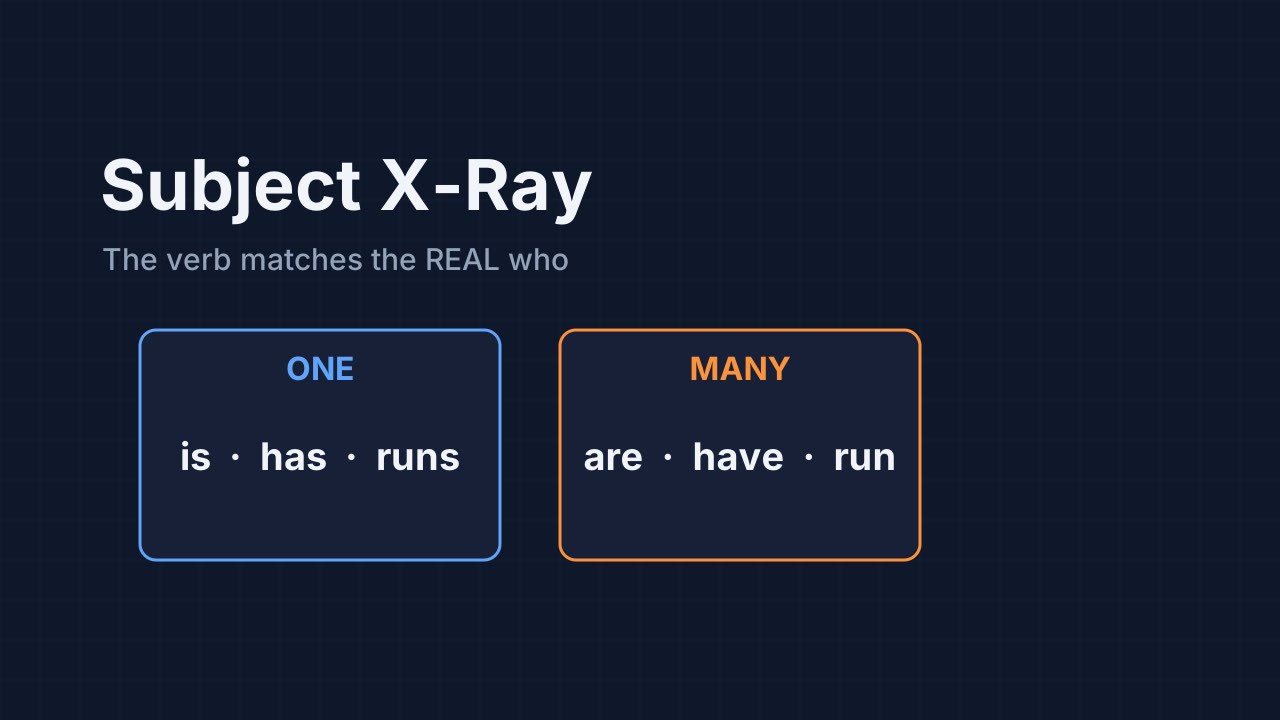 Subject X-Ray
The verb matches the REAL who
ONE
is · has · runs
MANY
are · have · run